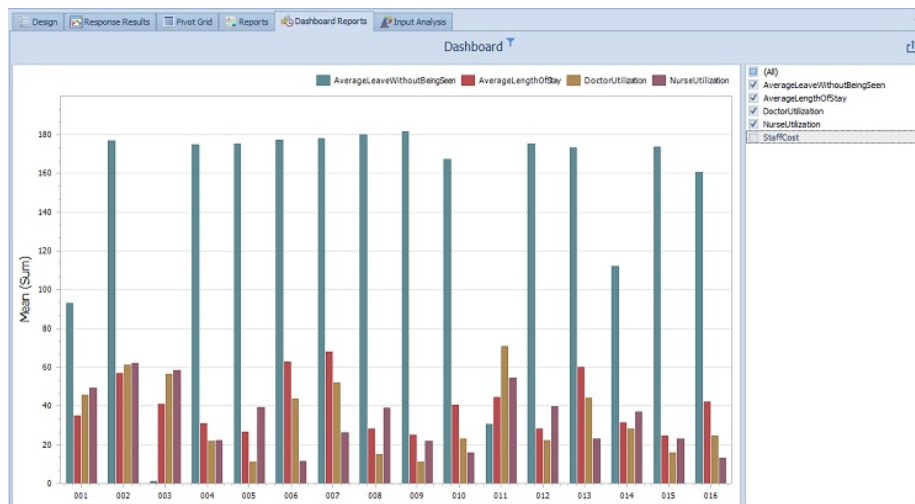 Design Response Results Pivot Grid Reports Dashboard Reports Input Analysis
Dashboard
AverageLeaveWithoutBeingSeen AverageLengthOfStay DoctorUtilization NurseUtilization
(All)
AverageLeaveWithoutBeingSeen
AverageLengthOfStay
DoctorUtilization
NurseUtilization
StaffCost
Mean (Sum)
180
160
140
120
100
80
60
40
20
0
001 002 003 004 005 006 007 008 009 010 011 012 013 014 015 016